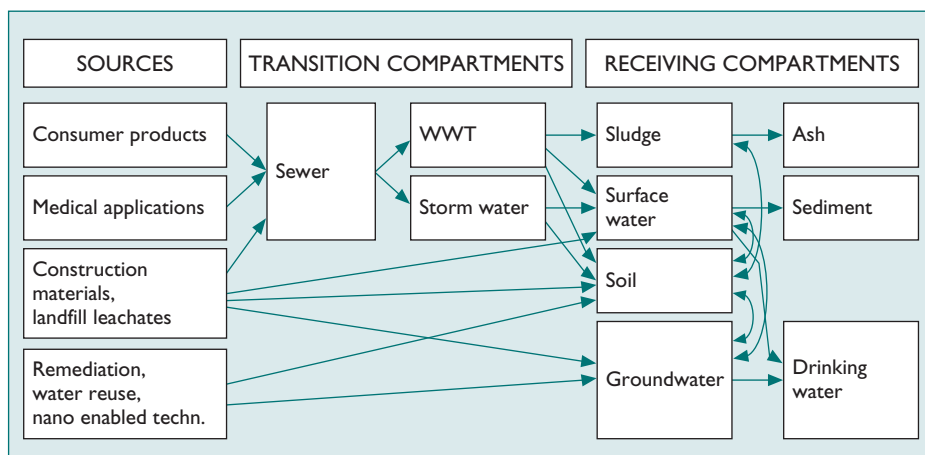 SOURCES
TRANSITION COMPARTMENTS
RECEIVING COMPARTMENTS
Consumer products
Medical applications
Construction
materials,
landfill leachates
Remediation,
water reuse,
nano enabled techn.
Sewer
WWT
Storm water
Sludge
Surface
water
Soil
Groundwater
Ash
Sediment
Drinking
water